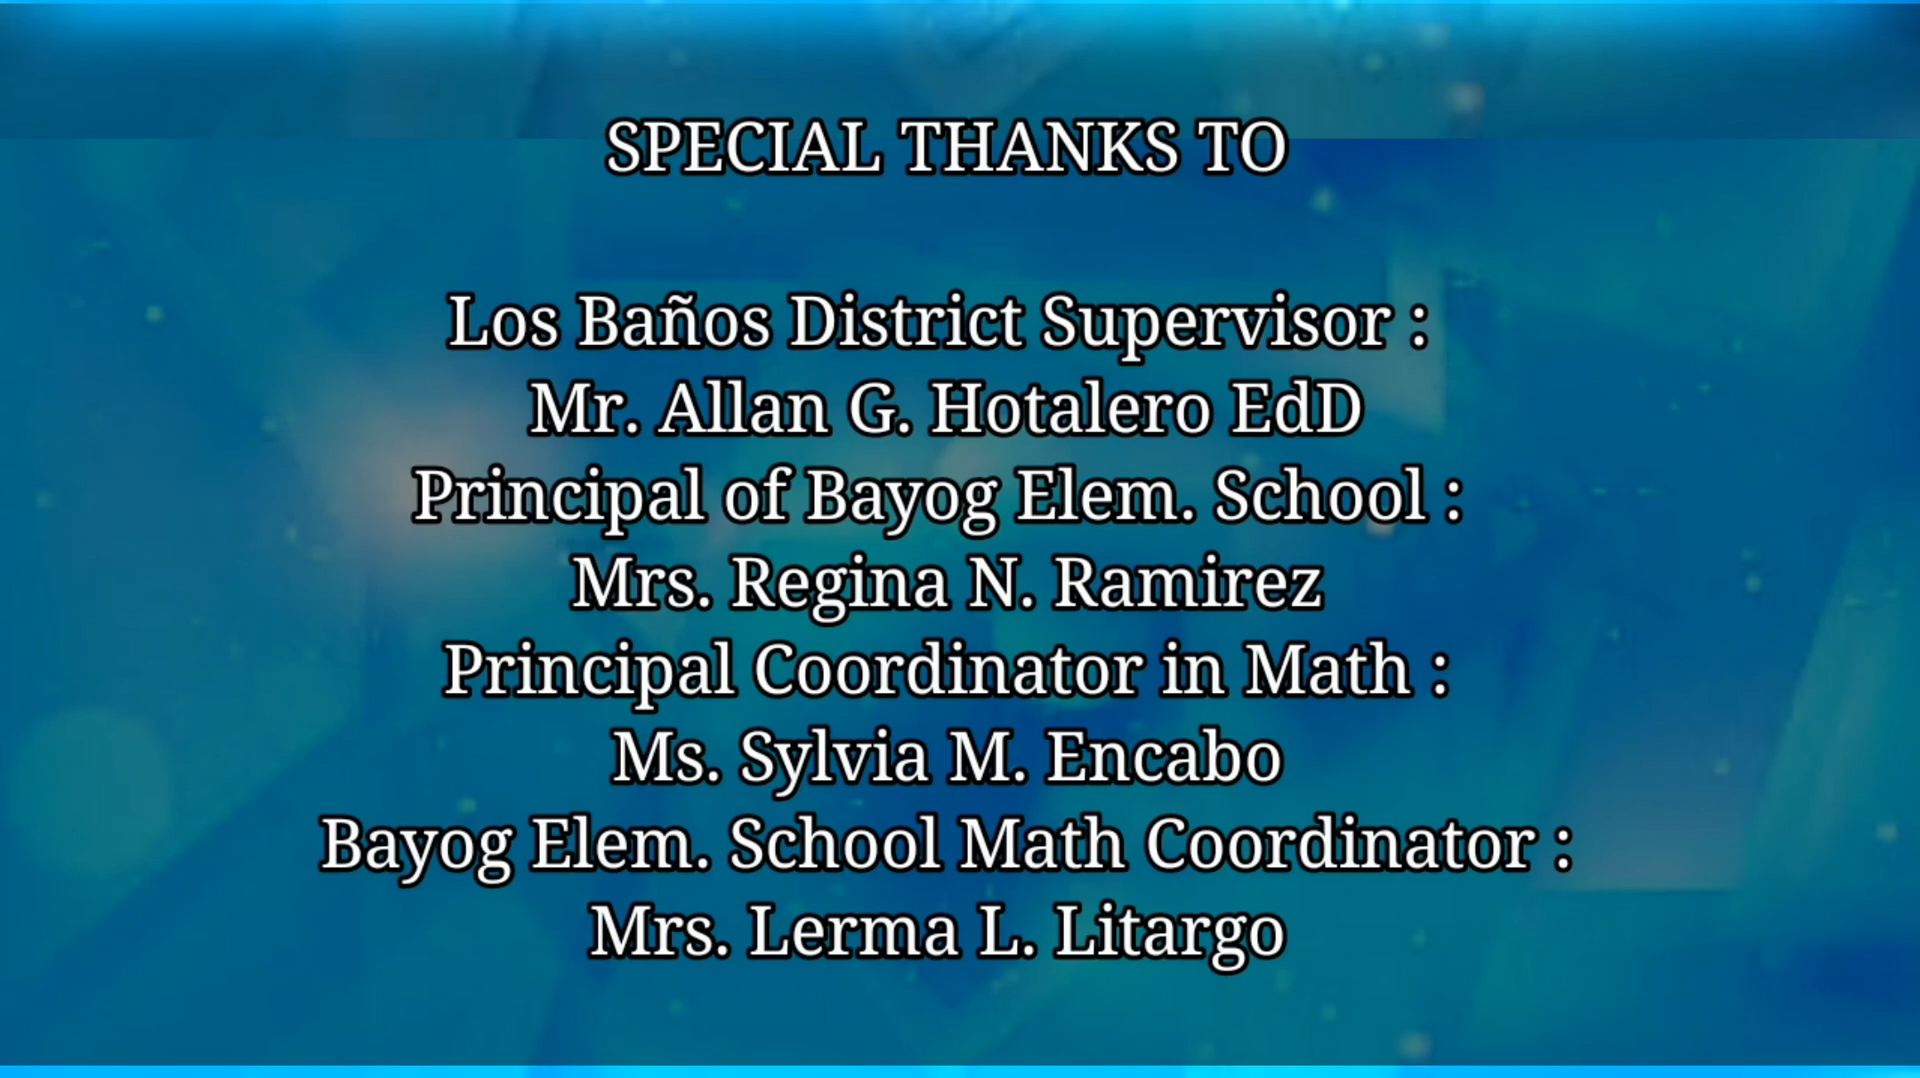 SPECIAL THANKS TO
Los Baños District Supervisor :
Mr. Allan G. Hotalero EdD
Principal of Bayog Elem. School :
Mrs. Regina N. Ramirez
Principal Coordinator in Math :
Ms. Sylvia M. Encabo
Bayog Elem. School Math Coordinator :
Mrs. Lerma L. Litargo